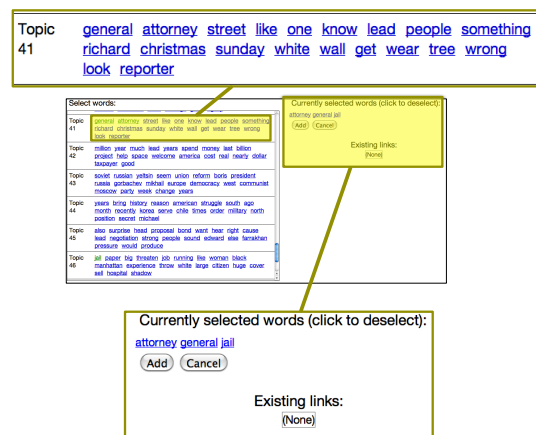 Topic 41 general attorney street like one know lead people something
richard christmas sunday white wall get wear tree wrong
look reporter
Select words:
Topic 41 general attorney street like one know lead people something
richard christmas sunday white wall get wear tree wrong
look reporter
Topic 42 million year much lead years spend money last billion
project help space welcome america cost real nearly dollar
taxpayer good
Topic 43 soviet russian yeltsin seem union reform boris president
russia gorbachev mikhail europe democracy west communist
moscow party week change years
Topic 44 years bring history reason american struggle south ago
month recently korea serve chile times order military north
position secret michael
Topic 45 also surprise head proposal bond want hear right cause
lead negotiation strong people sound edward else farrakhan
pressure would produce
Topic 46 jail paper big threaten job running like woman black
manhattan experience throw white large citizen huge cover
sell hospital shadow
Currently selected words (click to deselect):
attorney general jail
Add Cancel
Existing links:
(None)
Currently selected words (click to deselect):
attorney general jail
Add Cancel
Existing links:
(None)